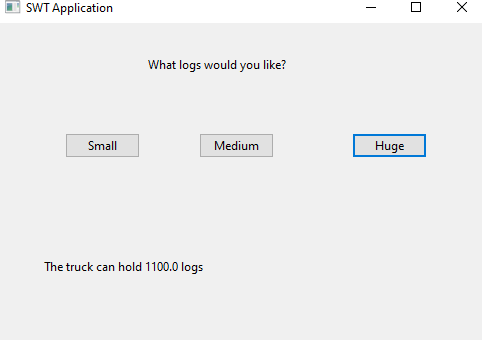 SWT Application
What logs would you like?
Small Medium Huge
The truck can hold 1100.0 logs